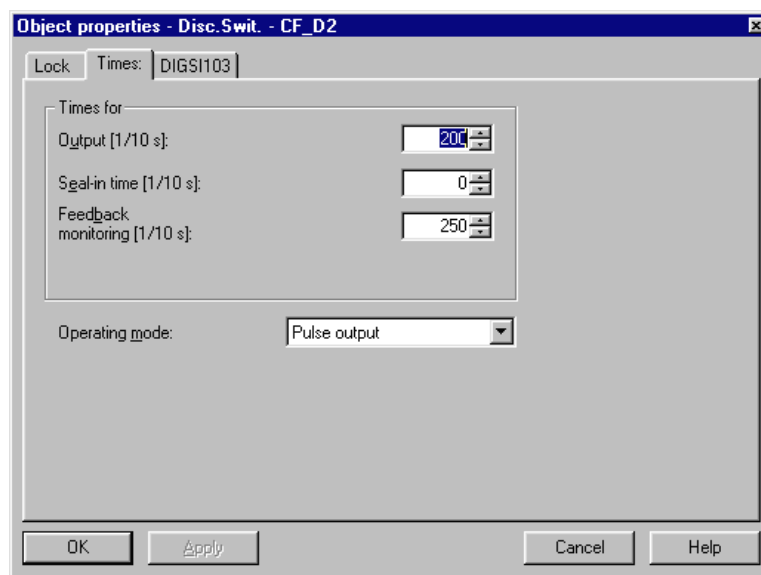 Object properties - Disc.Swit. - CF_D2
Lock Times: DIGSI103
Times for
Output [1/10 s]: 200
Seal-in time [1/10 s]: 0
Feedback
monitoring [1/10 s]: 250
Operating mode: Pulse output
OK Apply Cancel Help